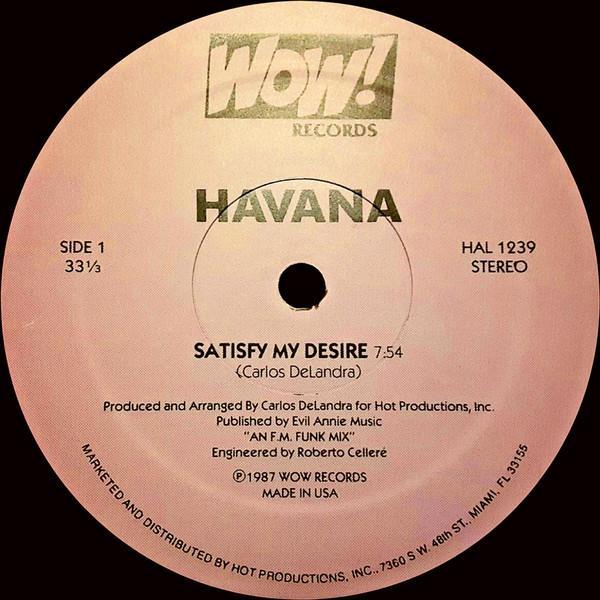 WOW!
RECORDS
HAVANA
SIDE 1
33⅓
HAL 1239
STEREO
SATISFY MY DESIRE 7:54
(Carlos DeLandra)
Produced and Arranged By Carlos DeLandra for Hot Productions, Inc.
Published by Evil Annie Music
"AN F.M. FUNK MIX"
Engineered by Roberto Celleré
Ⓟ1987 WOW RECORDS
MADE IN USA
MARKETED AND DISTRIBUTED BY HOT PRODUCTIONS, INC., 7360 S.W. 48th ST., MIAMI, FL 33155